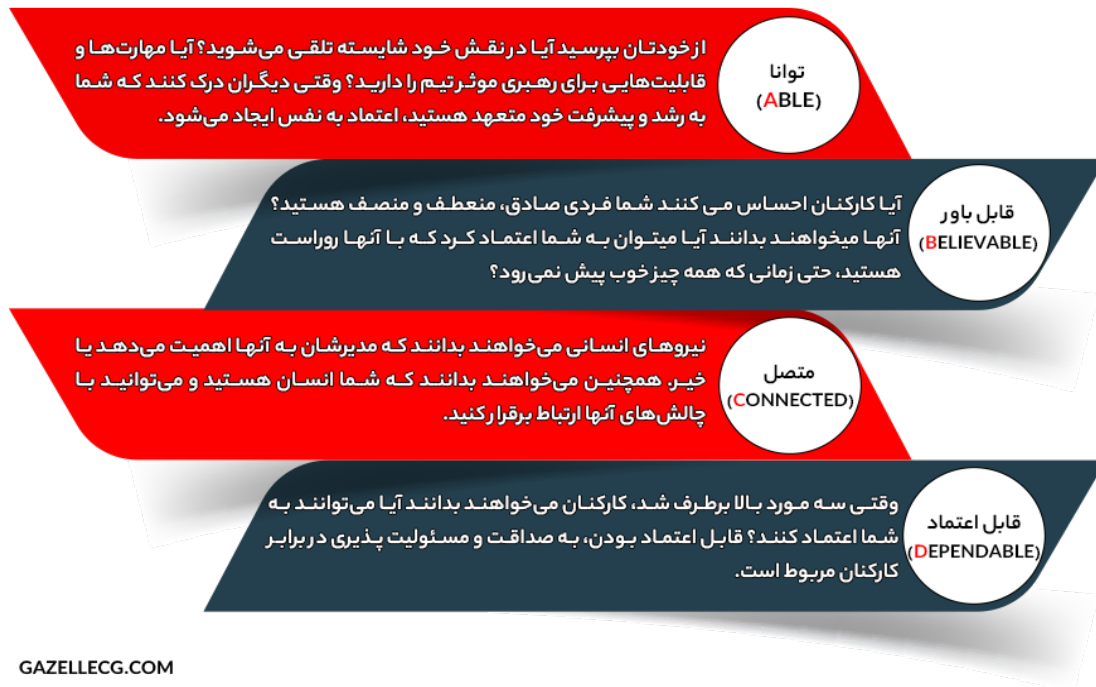 توانا
(ABLE)
از خودتان بپرسید آیا در نقش خود شایسته تلقی می‌شوید؟ آیا مهارت‌ها و
قابلیت‌هایی برای رهبری موثر تیم را دارید؟ وقتی دیگران درک کنند که شما
به رشد و پیشرفت خود متعهد هستید، اعتماد به نفس ایجاد می‌شود.
قابل باور
(BELIEVABLE)
آیا کارکنان احساس می کنند شما فردی صادق، منعطف و منصف هستید؟
آنها میخواهند بدانند آیا میتوان به شما اعتماد کرد که با آنها روراست
هستید، حتی زمانی که همه چیز خوب پیش نمی‌رود؟
متصل
(CONNECTED)
نیروهای انسانی می‌خواهند بدانند که مدیرشان به آنها اهمیت می‌دهد یا
خیر. همچنین می‌خواهند بدانند که شما انسان هستید و می‌توانید با
چالش‌های آنها ارتباط برقرار کنید.
قابل اعتماد
(DEPENDABLE)
وقتی سه مورد بالا برطرف شد، کارکنان می‌خواهند بدانند آیا می‌توانند به
شما اعتماد کنند؟ قابل اعتماد بودن، به صداقت و مسئولیت پذیری در برابر
کارکنان مربوط است.
GAZELLECG.COM